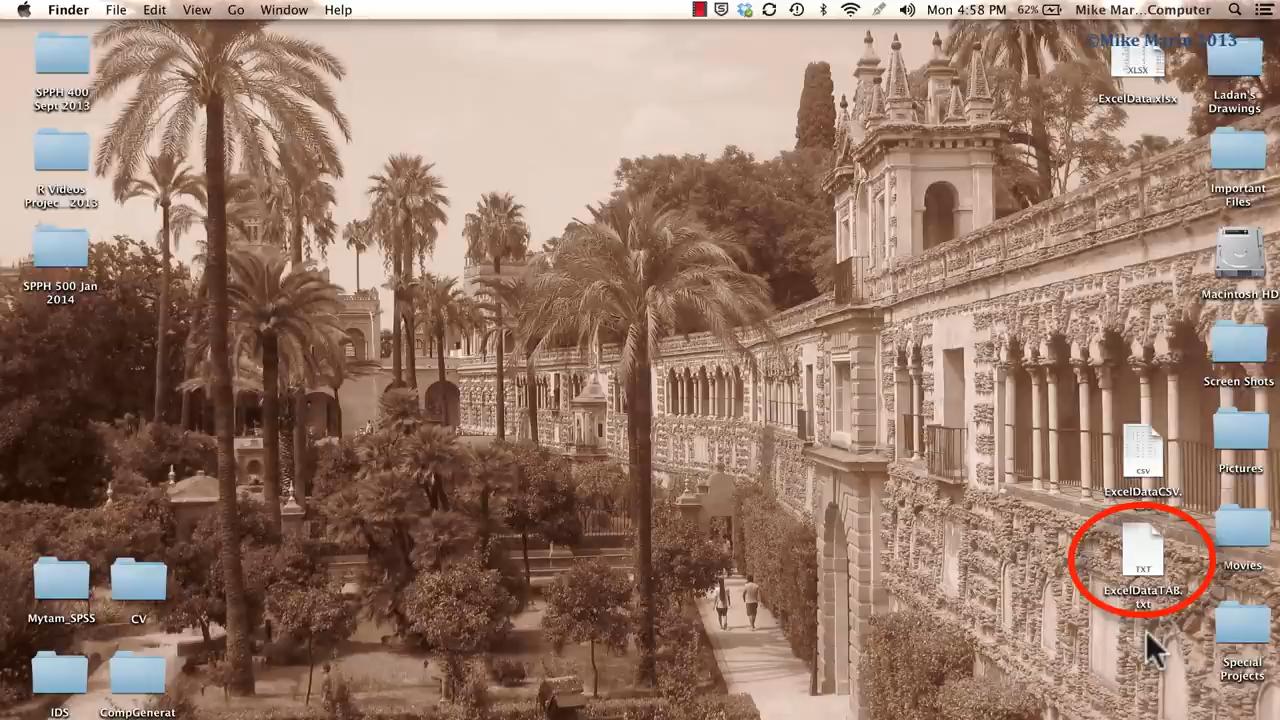 Finder File Edit View Go Window Help Mon 4:58 PM 62% Mike Mar...Computer
©Mike Marin 2013
XLSX
ExcelData.xlsx
Ladan's
Drawings
SPPH 400
Sept 2013
R Videos
Projec...2013
Important
Files
SPPH 500 Jan
2014
Macintosh HD
Screen Shots
Pictures
CSV
ExcelDataCSV.
Movies
TXT
ExcelDataTAB.
txt
Mytam_SPSS
CV
Special
Projects
IDS
CompGenerat